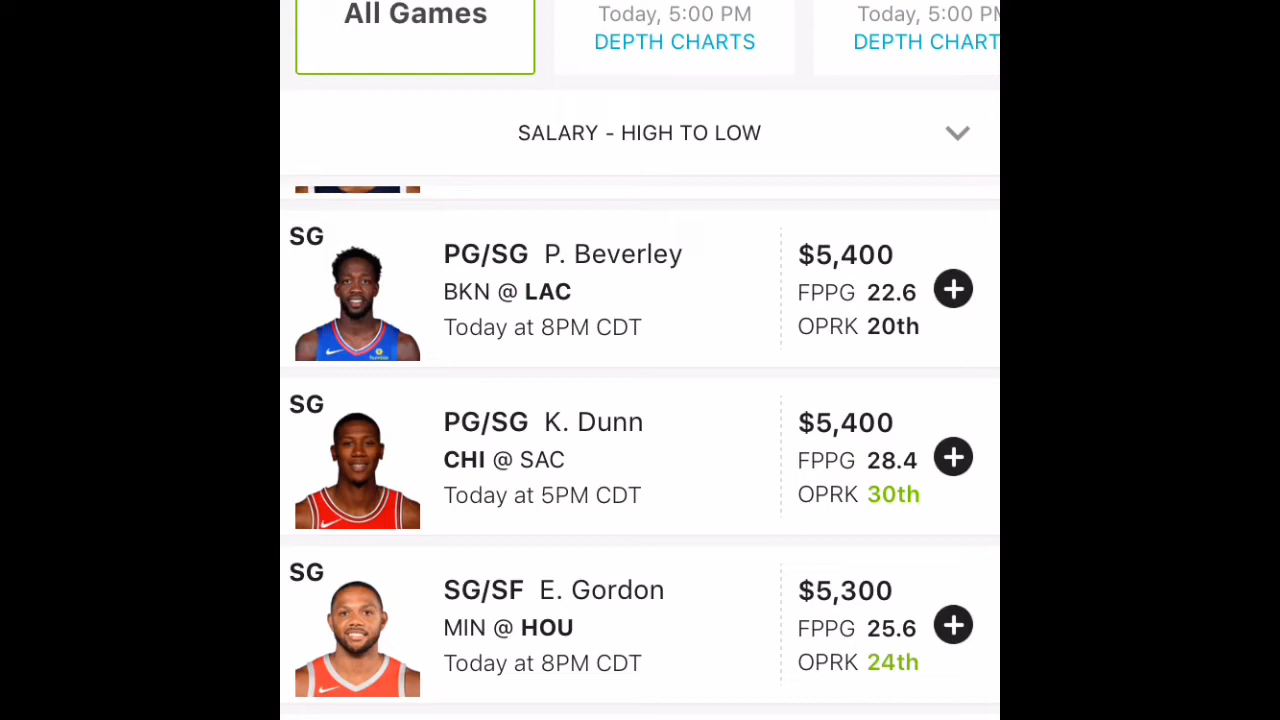 All Games
Today, 5:00 PM
Today, 5:00 PM
DEPTH CHARTS
DEPTH CHART
SALARY - HIGH TO LOW
SG
PG/SG P. Beverley
BKN @ LAC
Today at 8PM CDT
$5,400
FPPG 22.6
OPRK 20th
SG
PG/SG K. Dunn
CHI @ SAC
Today at 5PM CDT
$5,400
FPPG 28.4
OPRK 30th
SG
SG/SF E. Gordon
MIN @ HOU
Today at 8PM CDT
$5,300
FPPG 25.6
OPRK 24th